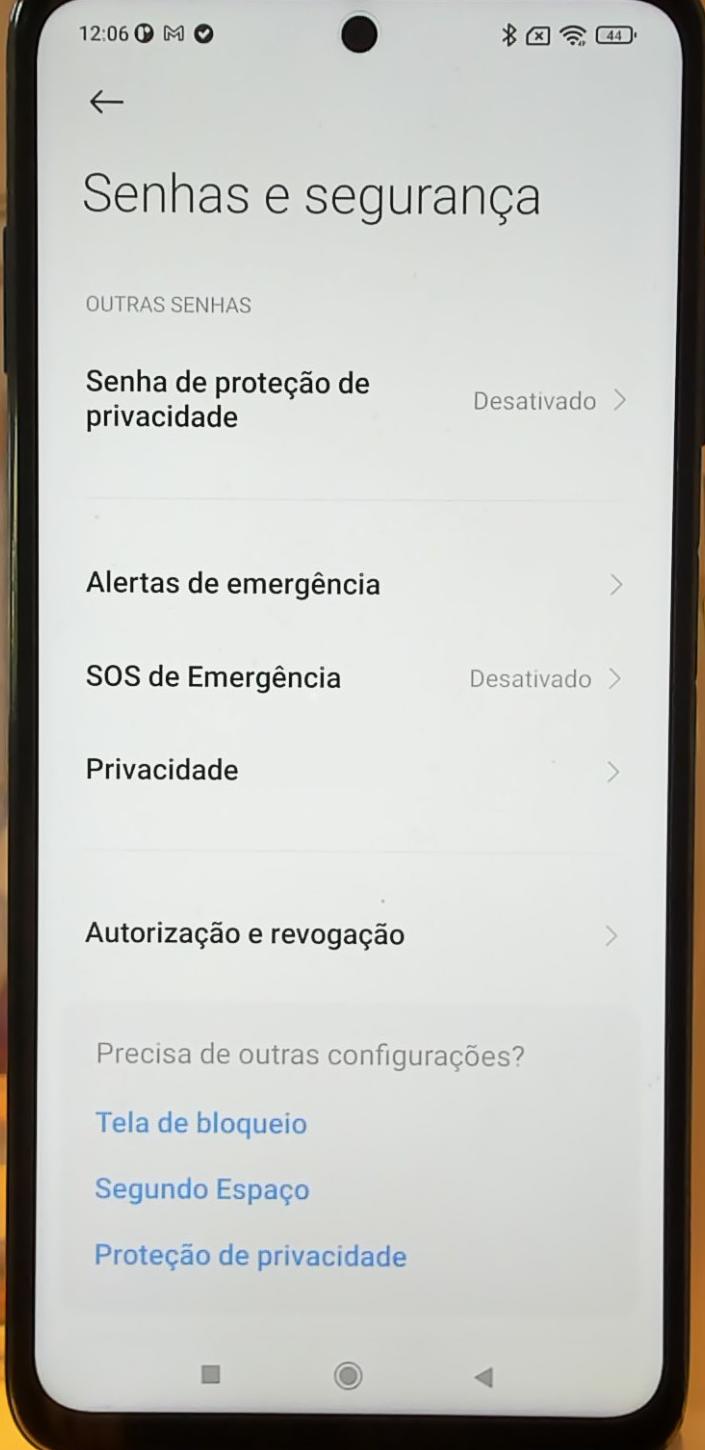 12:06
44
Senhas e segurança
OUTRAS SENHAS
Senha de proteção de
privacidade
Desativado
Alertas de emergência
SOS de Emergência
Desativado
Privacidade
Autorização e revogação
Precisa de outras configurações?
Tela de bloqueio
Segundo Espaço
Proteção de privacidade